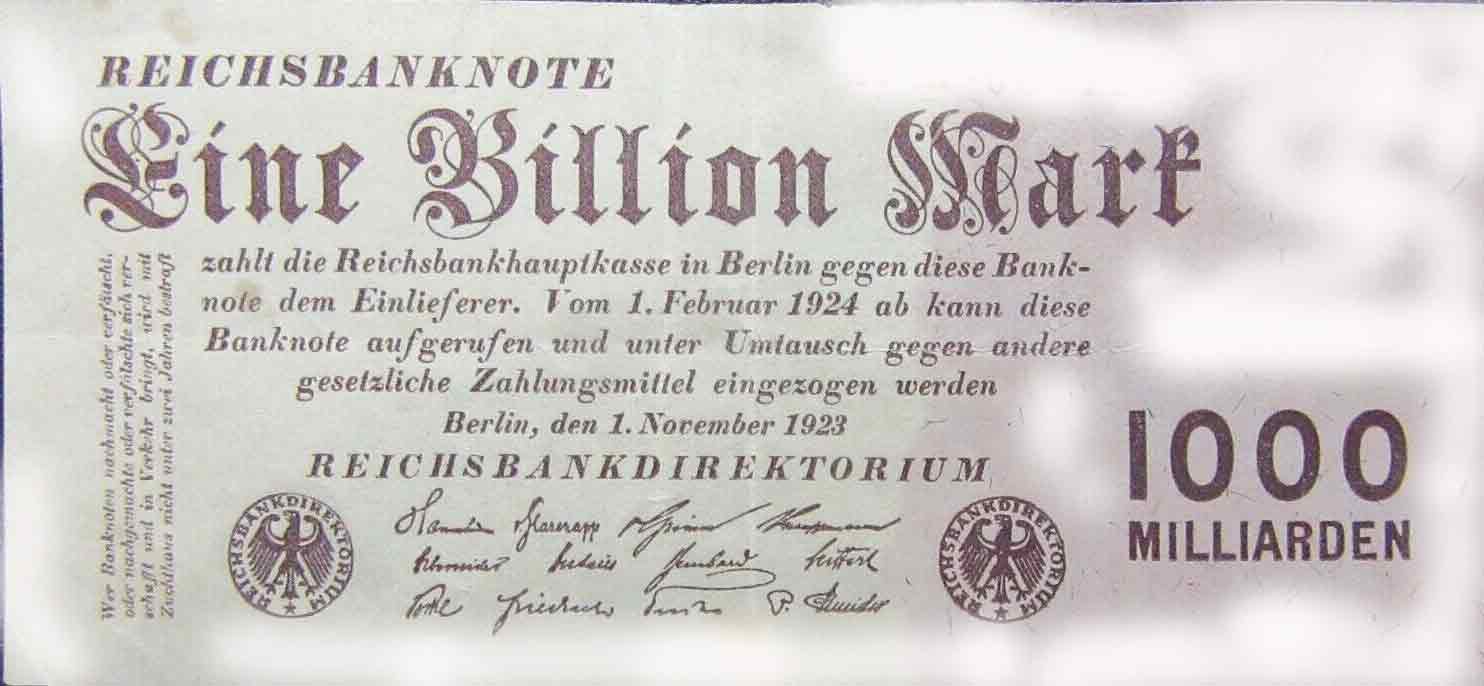 REICHSBANKNOTE
Eine Billion Mark
zahlt die Reichsbankhauptkasse in Berlin gegen diese Bank-
note dem Einlieferer. Vom 1. Februar 1924 ab kann diese
Banknote aufgerufen und unter Umtausch gegen andere
gesetzliche Zahlungsmittel eingezogen werden
Berlin, den 1. November 1923
REICHSBANKDIREKTORIUM
Wer Banknoten nachmacht oder verfälscht,
oder nachgemachte oder verfälschte sich ver-
schafft und in Verkehr bringt, wird mit
Zuchthaus nicht unter zwei Jahren bestraft
REICHSBANKDIREKTORIUM
REICHSBANKDIREKTORIUM
1000
MILLIARDEN